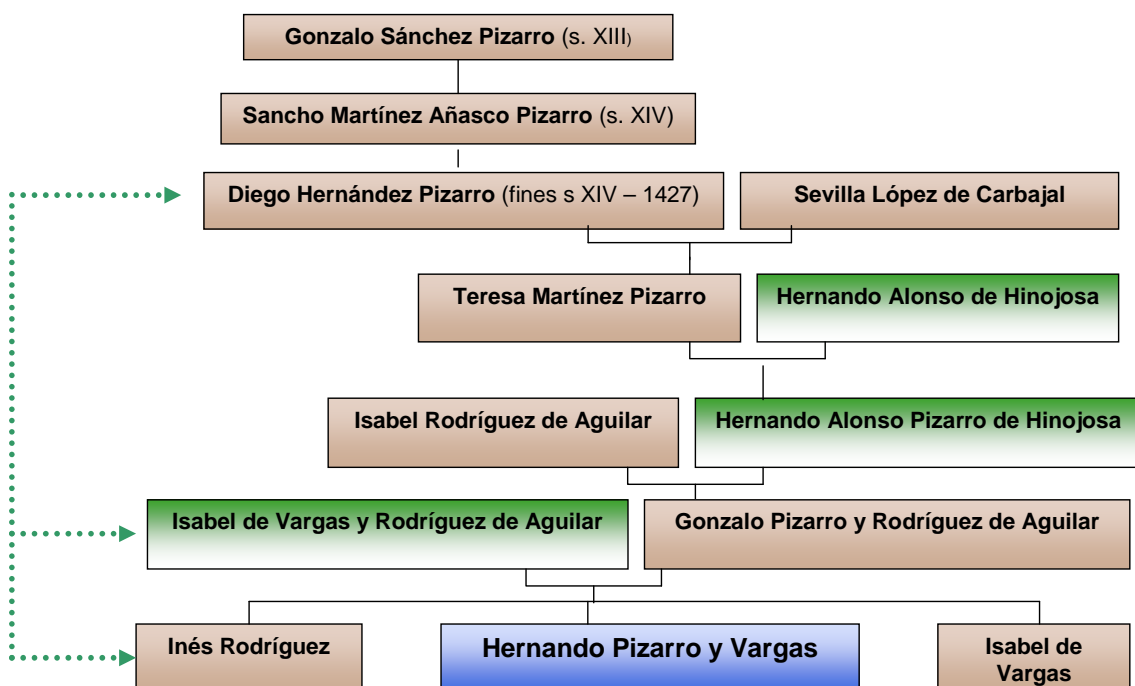 Gonzalo Sánchez Pizarro (s. XIII)
Sancho Martínez Añasco Pizarro (s. XIV)
Diego Hernández Pizarro (fines s XIV – 1427)
Sevilla López de Carbajal
Teresa Martínez Pizarro
Hernando Alonso de Hinojosa
Isabel Rodríguez de Aguilar
Hernando Alonso Pizarro de Hinojosa
Isabel de Vargas y Rodríguez de Aguilar
Gonzalo Pizarro y Rodríguez de Aguilar
Inés Rodríguez
Hernando Pizarro y Vargas
Isabel de
Vargas